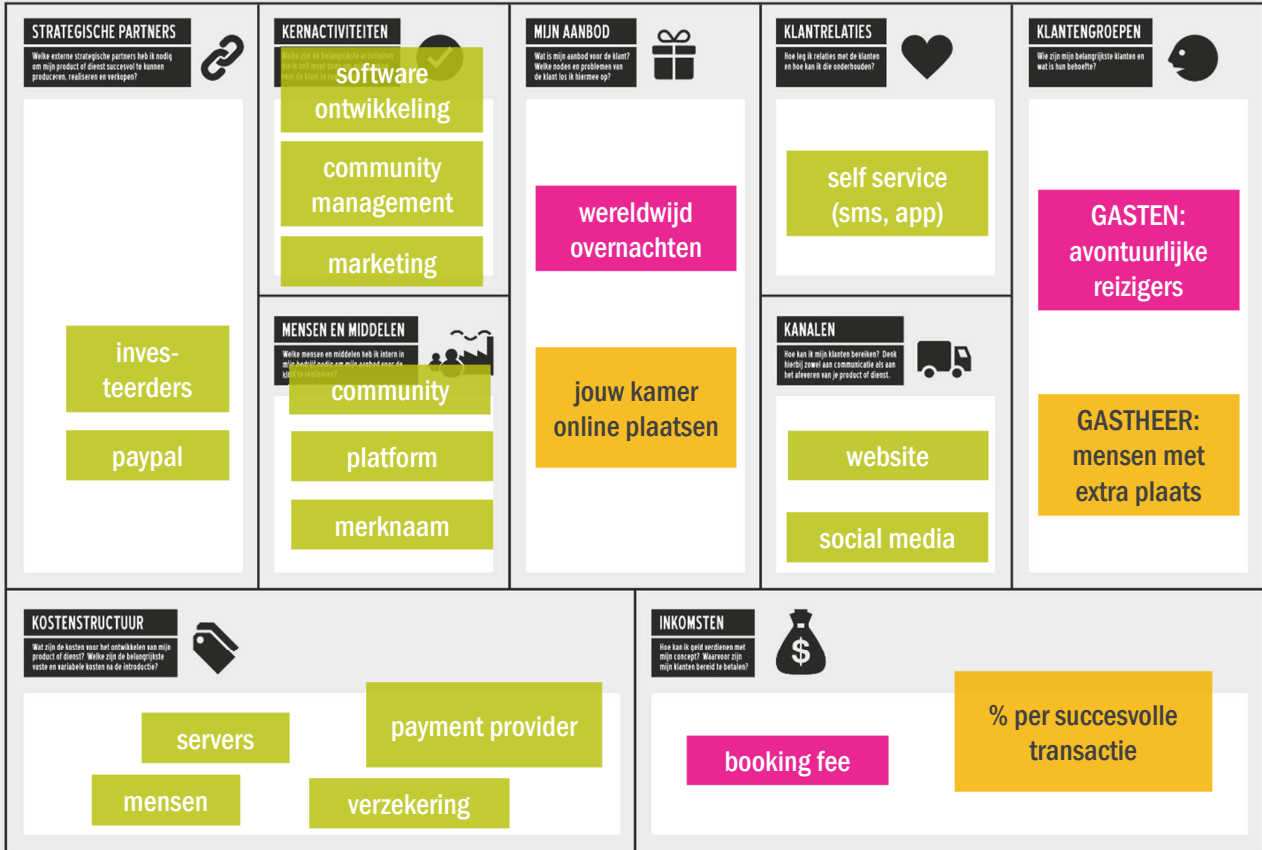 STRATEGISCHE PARTNERS
Welke externe strategische partners heb ik nodig
om mijn product of dienst succesvol te kunnen
produceren, realiseren en verkopen?
KERNACTIVITEITEN
software
ontwikkeling
community
management
marketing
MIJN AANBOD
Wat is mijn aanbod voor de klant?
Welke noden en problemen van
de klant los ik hiermee op?
wereldwijd
overnachten
jouw kamer
online plaatsen
KLANTRELATIES
Hoe leg ik relaties met de klanten
en hoe kan ik die onderhouden?
self service
(sms, app)
KLANTENGROEPEN
Wie zijn mijn belangrijkste klanten en
wat is hun behoefte?
GASTEN:
avontuurlijke
reizigers
GASTHEER:
mensen met
extra plaats
inves-
teerders
paypal
MENSEN EN MIDDELEN
Welke mensen en middelen heb ik intern in
mijn bedrijf nodig om mijn aanbod voor de
community
platform
merknaam
KANALEN
Hoe kan ik mijn klanten bereiken? Denk
hierbij zowel aan communicatie als aan
het afleveren van je product of dienst.
website
social media
KOSTENSTRUCTUUR
Wat zijn de kosten voor het ontwikkelen van mijn
product of dienst? Welke zijn de belangrijkste
vaste en variabele kosten na de introductie?
servers
payment provider
mensen
verzekering
INKOMSTEN
Hoe kan ik geld verdienen met
mijn concept? Waarvoor zijn
mijn klanten bereid te betalen?
$
booking fee
% per succesvolle
transactie